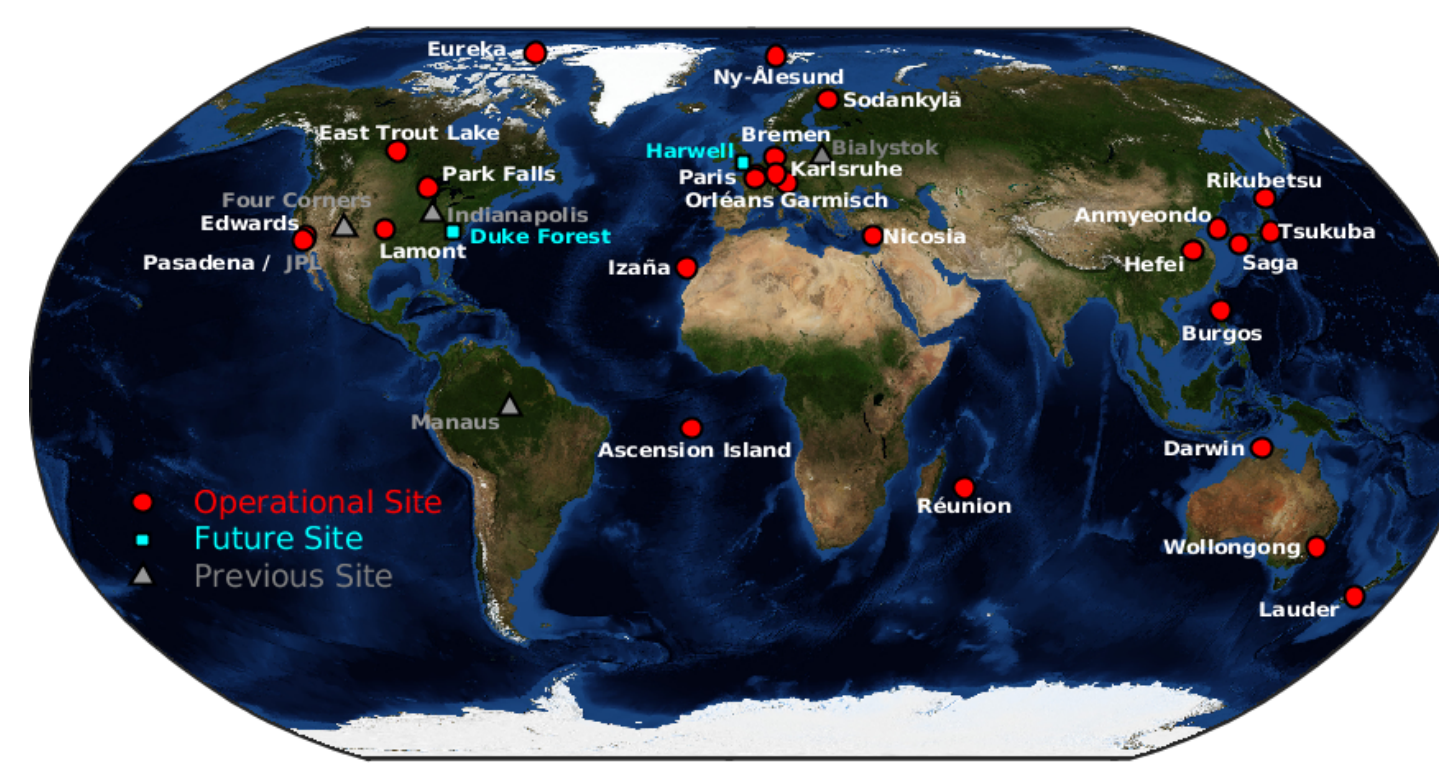 Eureka
Ny-Ålesund
Sodankylä
East Trout Lake
Bremen
Bialystok
Harwell
Karlsruhe
Park Falls
Paris
Rikubetsu
Four Corners
Orléans Garmisch
Indianapolis
Anmyeondo
Edwards
Duke Forest
Nicosia
Tsukuba
Lamont
Pasadena / JPL
Izaña
Hefei
Saga
Burgos
Manaus
Ascension Island
Darwin
Réunion
Operational Site
Future Site
Previous Site
Wollongong
Lauder